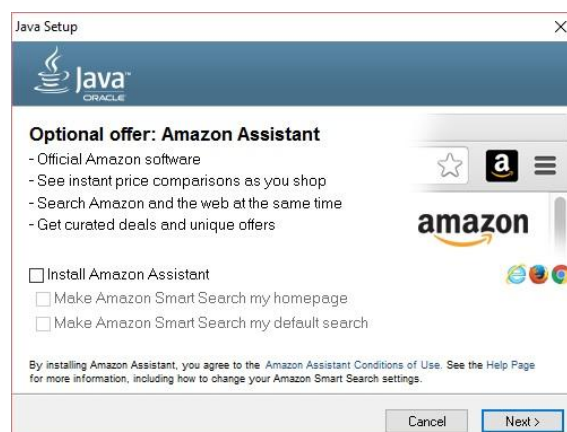 Java Setup
Java
ORACLE
Optional offer: Amazon Assistant
- Official Amazon software
- See instant price comparisons as you shop
- Search Amazon and the web at the same time
- Get curated deals and unique offers
a
amazon
Install Amazon Assistant
Make Amazon Smart Search my homepage
Make Amazon Smart Search my default search
By installing Amazon Assistant, you agree to the Amazon Assistant Conditions of Use. See the Help Page
for more information, including how to change your Amazon Smart Search settings.
Cancel
Next >